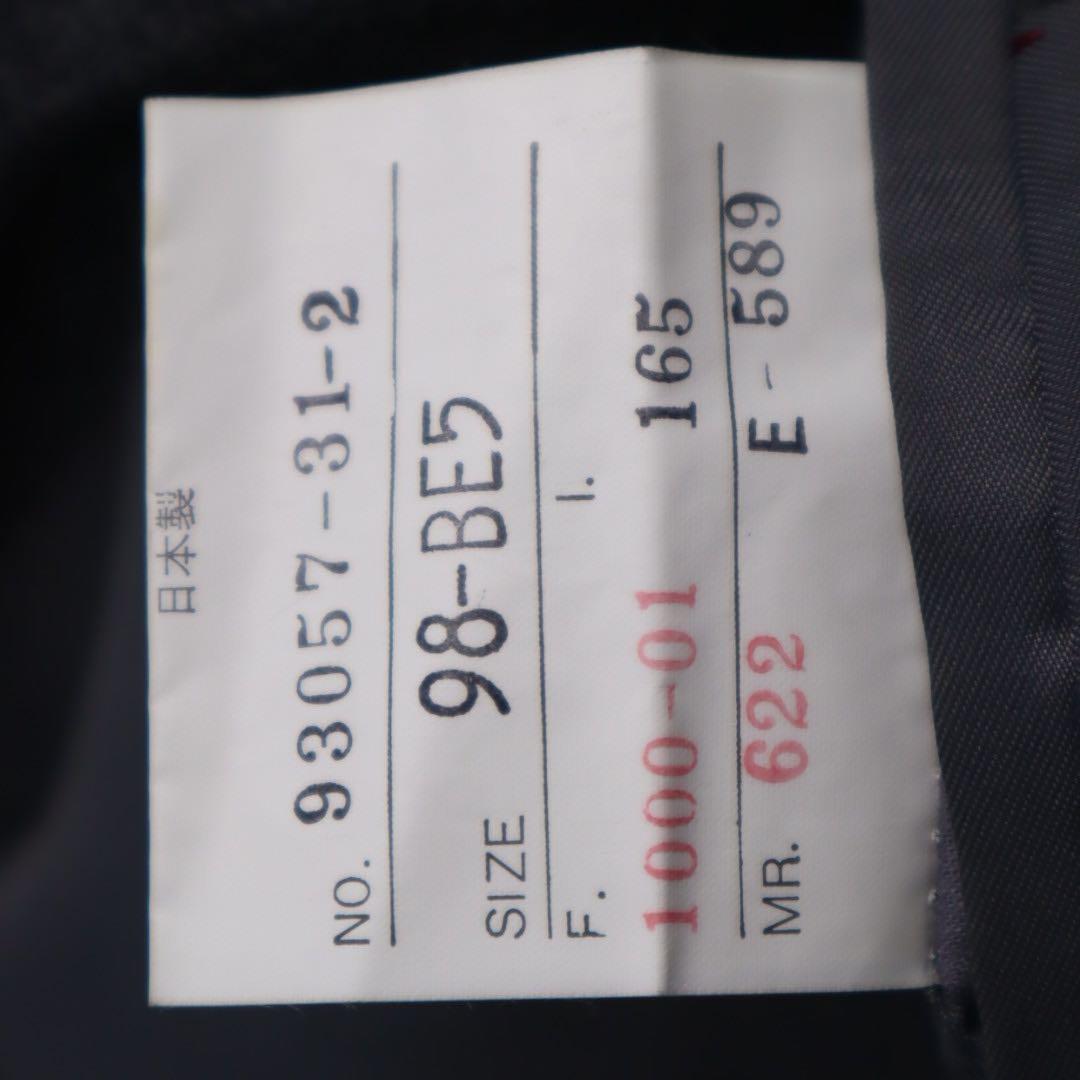 日本製
NO. 93057-31-2
SIZE 98-BE5
F. I.
1000-01 165
MR. 622 E-589